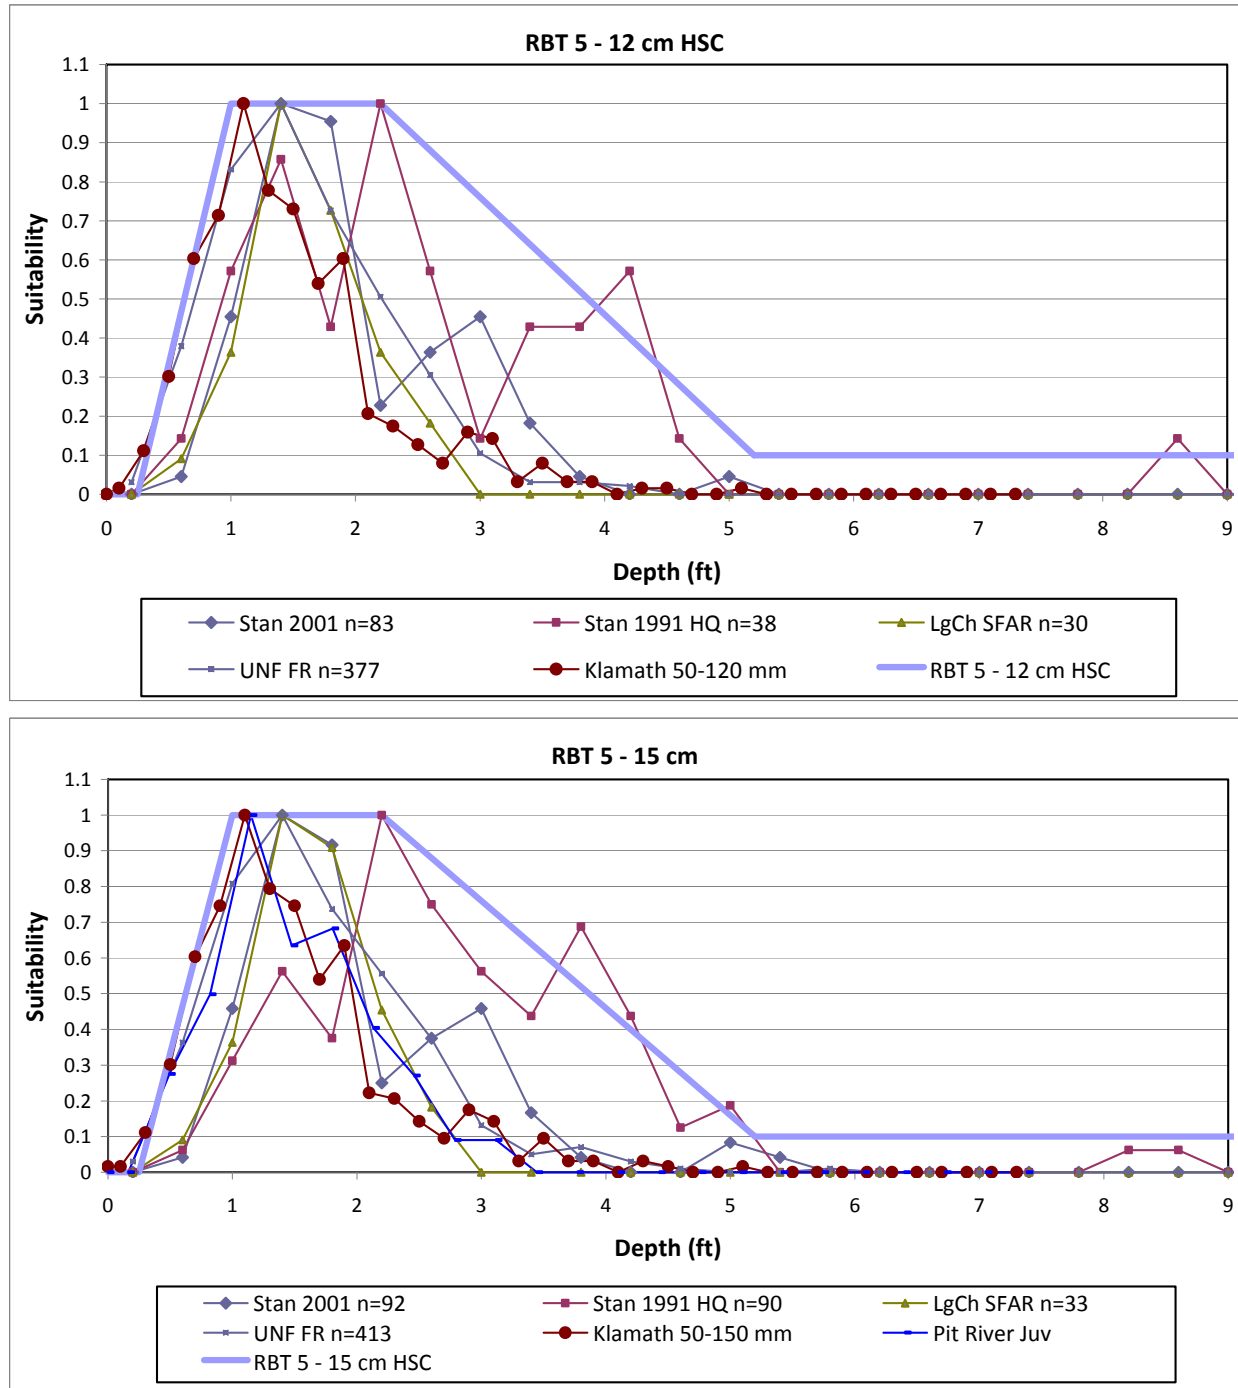 RBT 5 - 12 cm HSC
1.1
1
0.9
0.8
0.7
0.6
0.5
0.4
0.3
0.2
0.1
0
Suitability
0 1 2 3 4 5 6 7 8 9
Depth (ft)
Stan 2001 n=83 Stan 1991 HQ n=38 LgCh SFAR n=30
UNF FR n=377 Klamath 50-120 mm RBT 5 - 12 cm HSC
RBT 5 - 15 cm
1.1
1
0.9
0.8
0.7
0.6
0.5
0.4
0.3
0.2
0.1
0
Suitability
0 1 2 3 4 5 6 7 8 9
Depth (ft)
Stan 2001 n=92 Stan 1991 HQ n=90 LgCh SFAR n=33
UNF FR n=413 Klamath 50-150 mm Pit River Juv
RBT 5 - 15 cm HSC